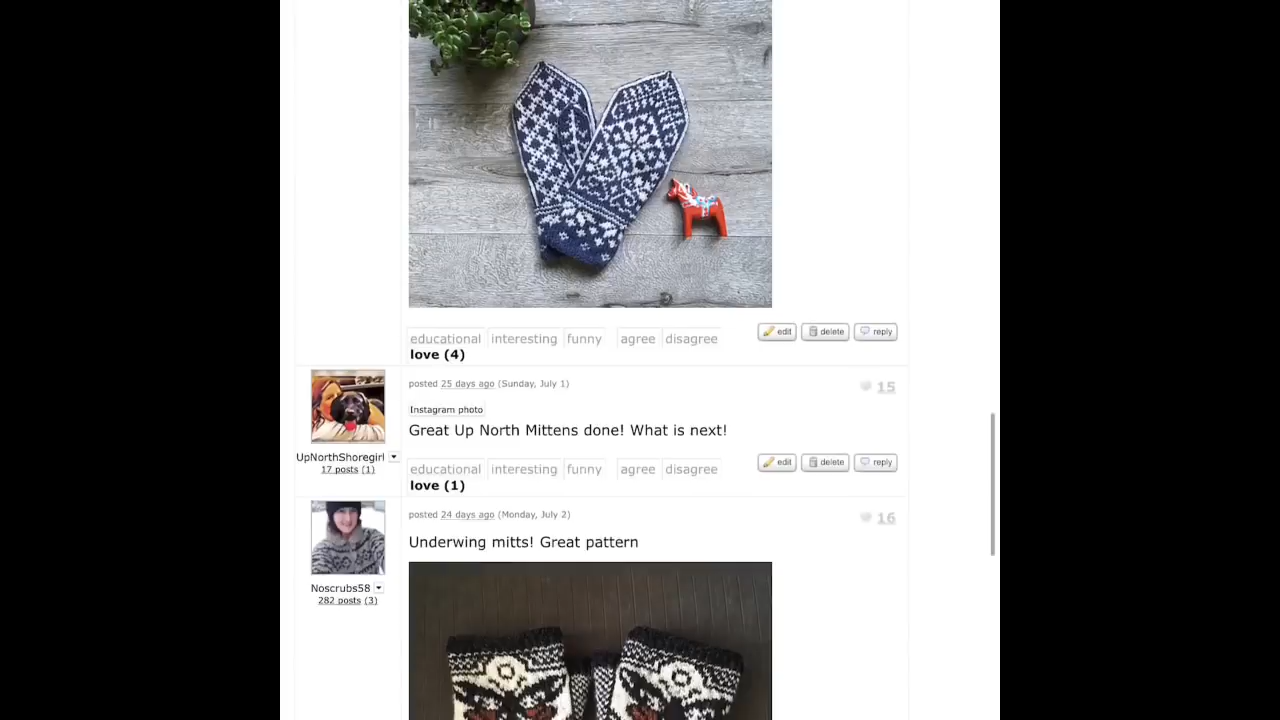 educational interesting funny agree disagree edit delete reply
love (4)
posted 25 days ago (Sunday, July 1) 15
Instagram photo
Great Up North Mittens done! What is next!
UpNorthShoregirl
17 posts (1)
educational interesting funny agree disagree edit delete reply
love (1)
posted 24 days ago (Monday, July 2) 16
Underwing mitts! Great pattern
Noscrubs58
282 posts (3)